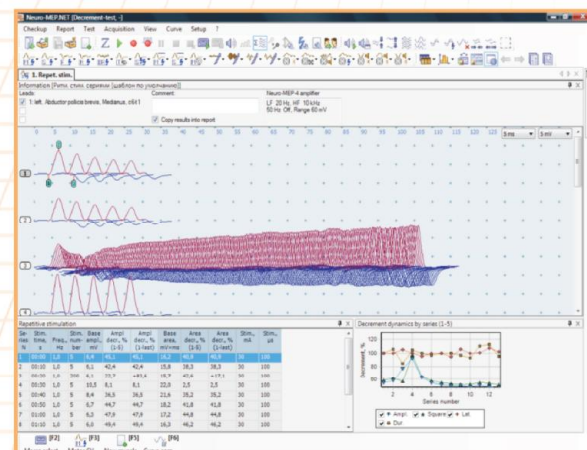 Neuro-MEP.NET [Decrement-test, -]
Checkup Report Test Acquisition View Curve Setup ?
1. Repet. stim.
Information [Ритм. стим. сериями (шаблон по умолчанию)]
Leads: Comment: Neuro-MEP-4 amplifier
1: left, Abductor pollicis brevis, Medianus,
LF 20 Hz, HF 10 kHz
50 Hz Off, Range 60 mV
Copy results into report
0 5 10 15 20 25 30 35 40 45 50 55 60 65 70 75 80 85 90 95 100 105 5 ms 5 mV
Repetitive stimulation
Decrement dynamics by series (1-5)
Se-ries N Stim. time, s Freq., Hz Stim. num-ber Base ampl., mV Ampl decr., % (1-5) Ampl decr., % (1-last) Base area, mV×ms Area decr., % (1-5) Area decr., % (1-last) Stim., mA Stim., µs
1 00:00 1,0 5 6,4 40,1 40,1 16,2 40,9 40,9 30 100
2 00:10 1,0 5 6,1 42,4 42,4 15,8 38,3 38,3 30 100
4 00:30 1,0 5 10,5 8,1 8,1 22,0 2,5 2,5 30 100
5 00:40 1,0 5 8,4 36,5 36,5 21,6 35,2 35,2 30 100
6 00:50 1,0 5 6,7 44,7 44,7 18,2 41,8 41,8 30 100
7 01:00 1,0 5 6,3 47,9 47,9 17,2 44,8 44,8 30 100
8 01:10 1,0 5 6,0 49,4 49,4 16,3 46,2 46,2 30 100
Decrement, %
120
100
80
60
2 4 6 8 10 12
Series number
Ampl. Square Lat
Dur
[F2] [F3] [F5] [F6]